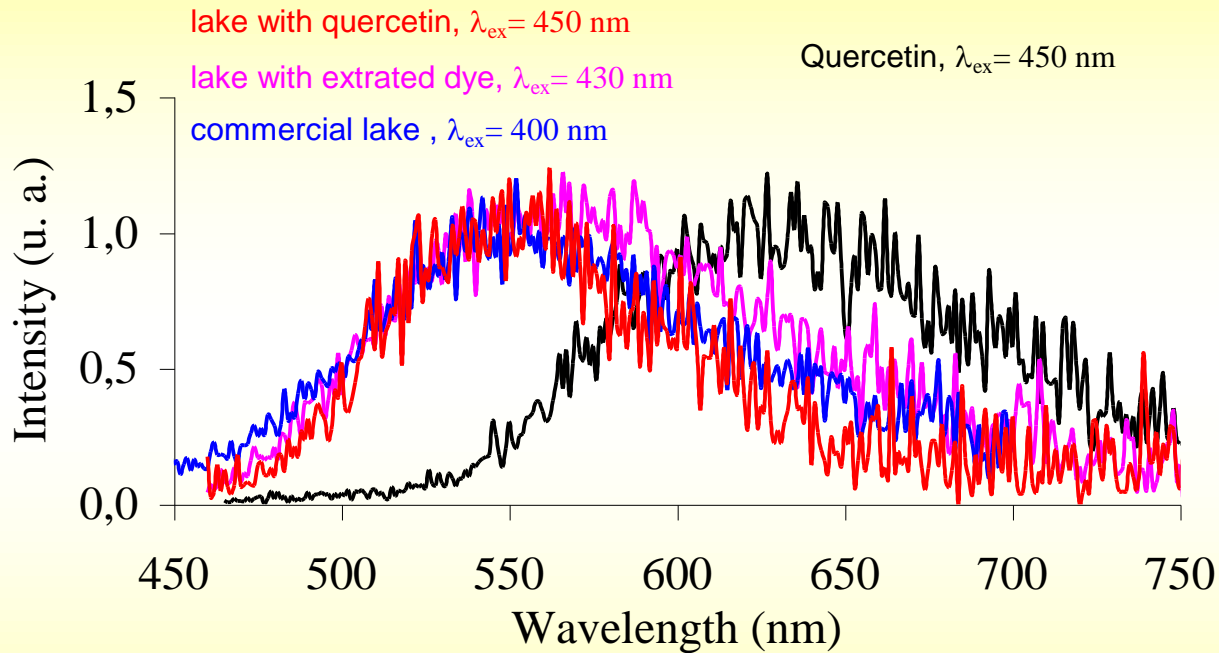 lake with quercetin, λex= 450 nm
lake with extrated dye, λex= 430 nm
commercial lake , λex= 400 nm
Quercetin, λex= 450 nm
Intensity (u. a.)
1,5
1,0
0,5
0,0
450 500 550 600 650 700 750
Wavelength (nm)